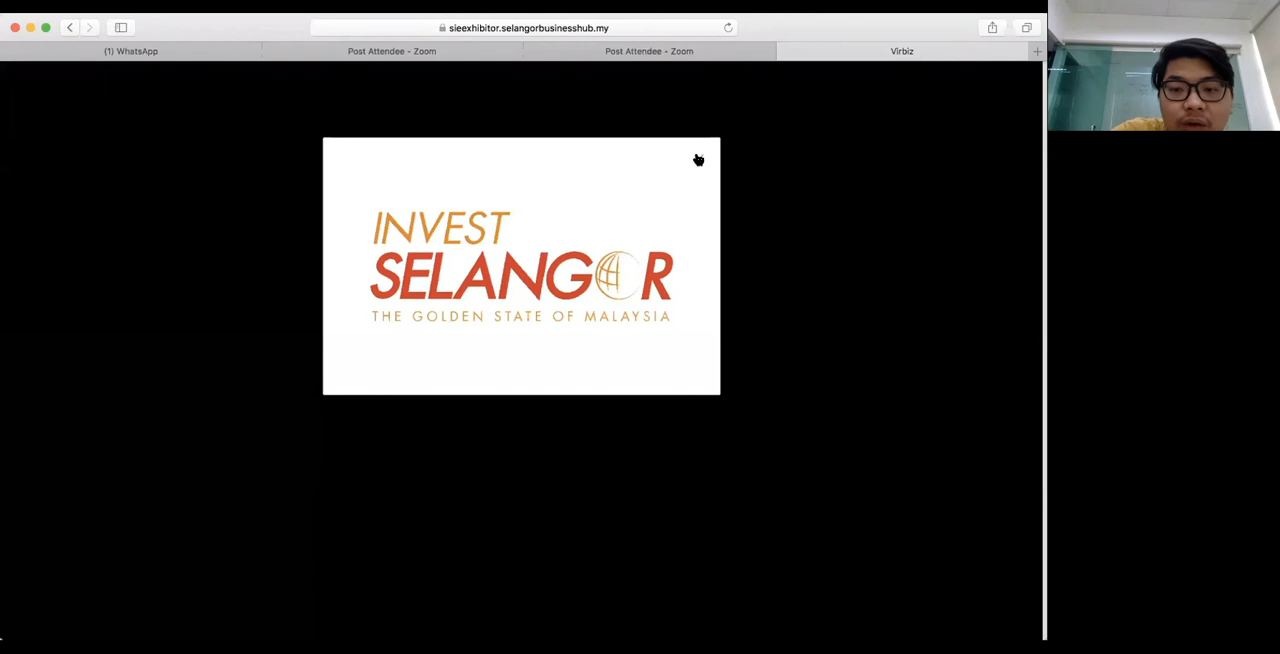 sieexhibitor.selangorbusinesshub.my
(1) WhatsApp
Post Attendee - Zoom
Post Attendee - Zoom
Virbiz
INVEST
SELANGOR
THE GOLDEN STATE OF MALAYSIA